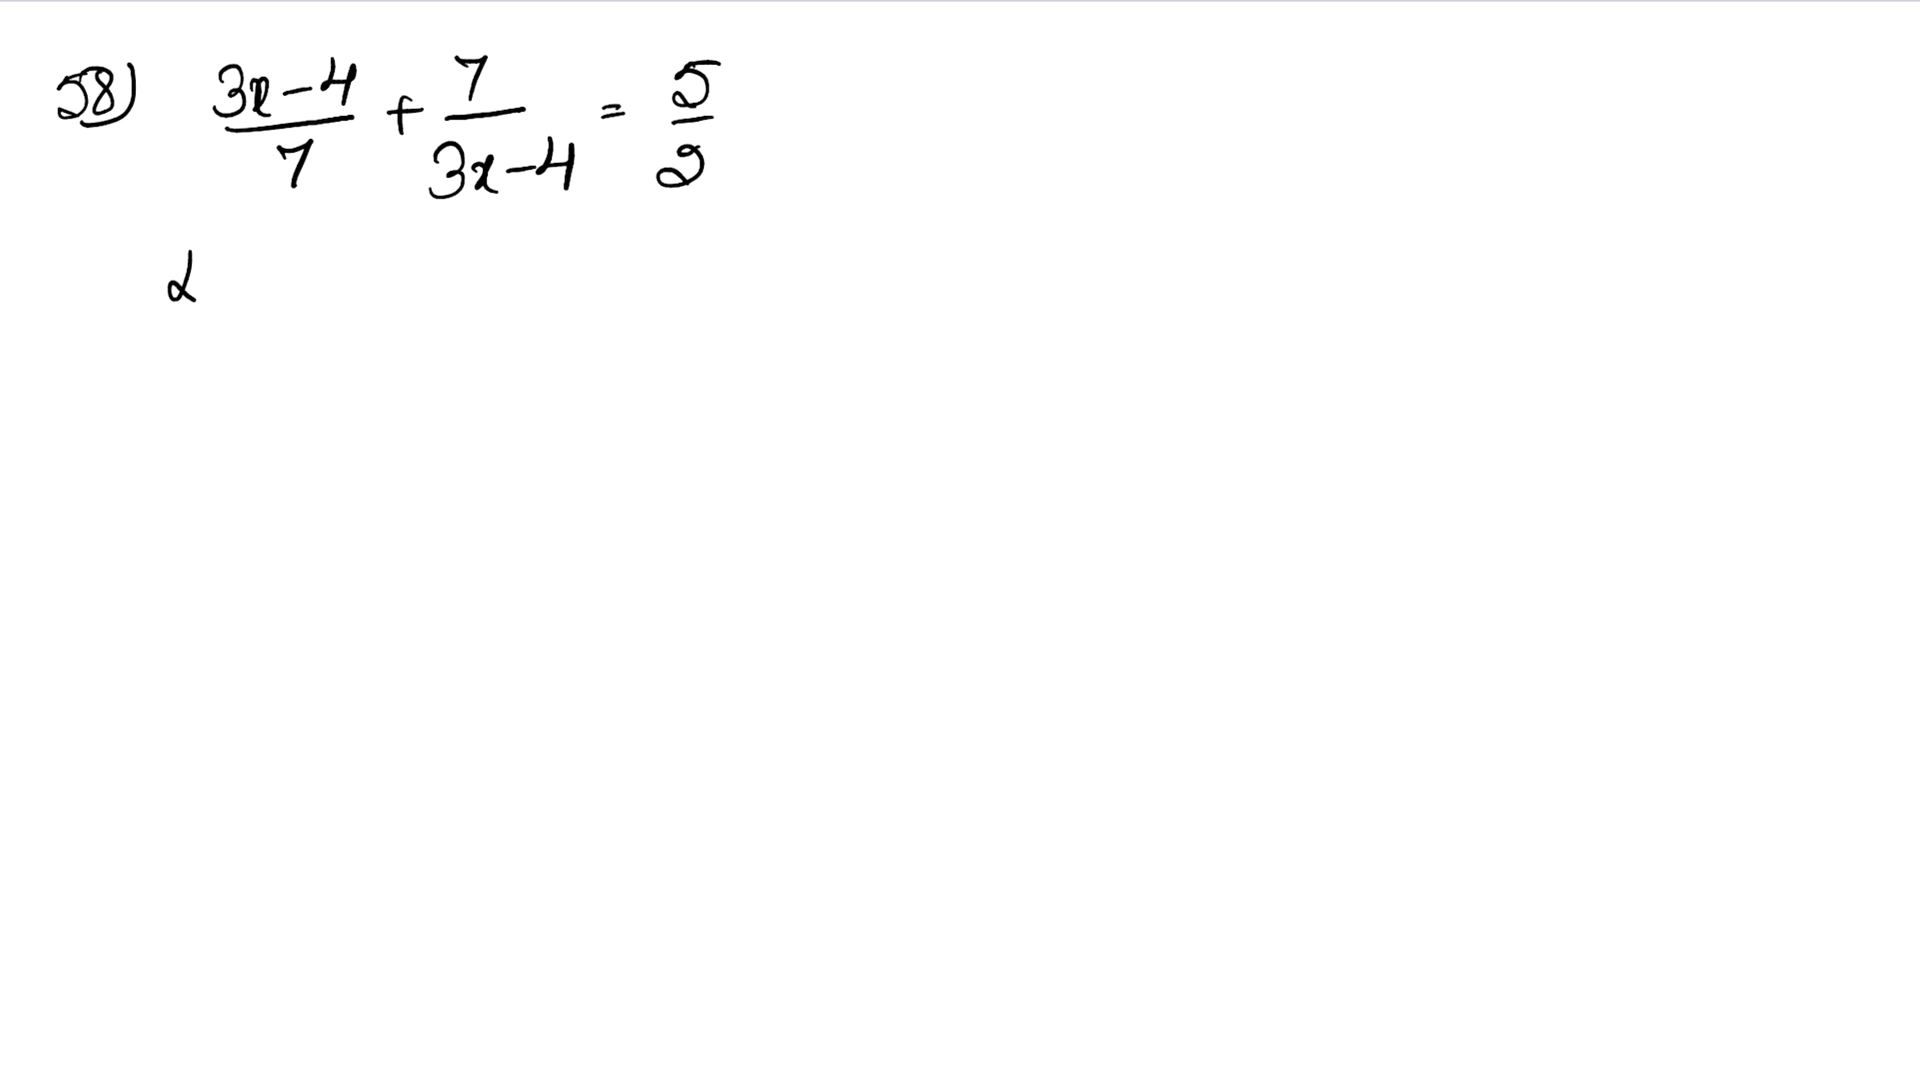 58) (3x-4)/7 + 7/(3x-4) = 5/2